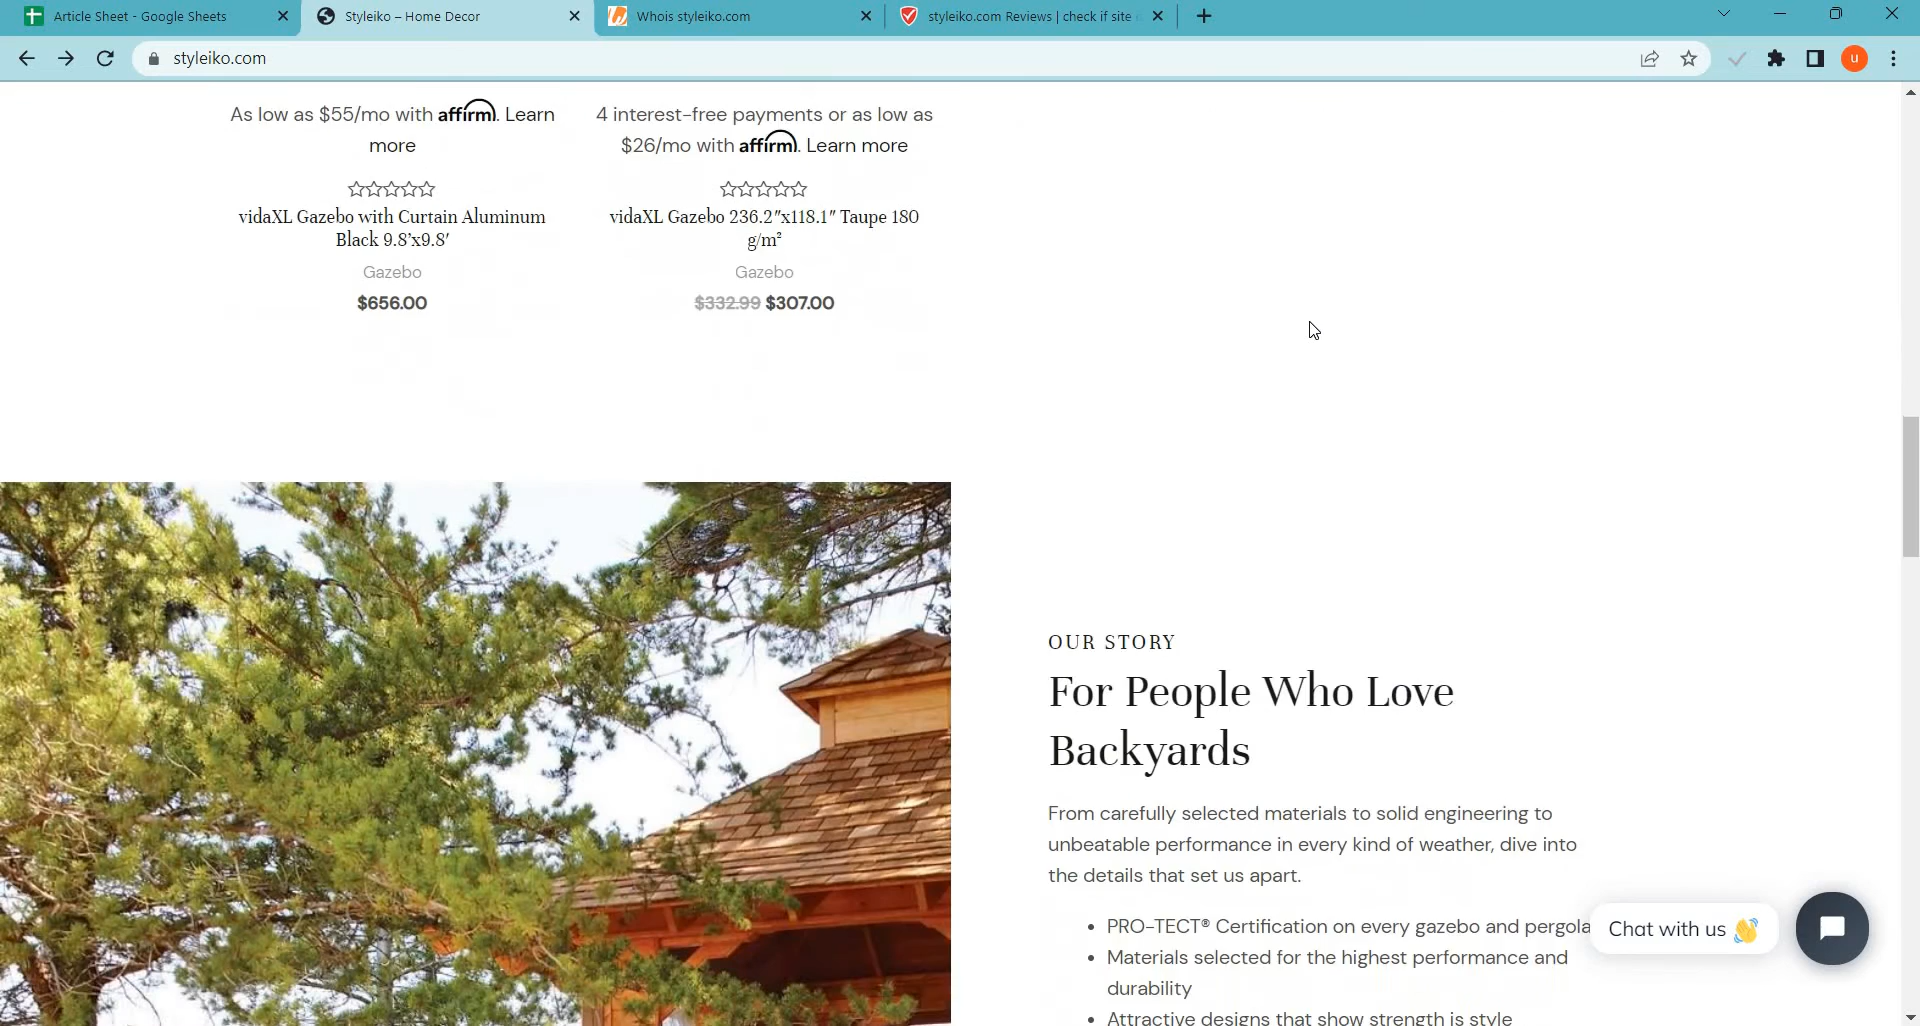 Article Sheet - Google Sheets
Styleiko – Home Decor
Whois styleiko.com
styleiko.com Reviews | check if site
styleiko.com
u
As low as $55/mo with affirm. Learn
more
4 interest-free payments or as low as
$26/mo with affirm. Learn more
vidaXL Gazebo with Curtain Aluminum
Black 9.8’x9.8′
Gazebo
$656.00
vidaXL Gazebo 236.2″x118.1″ Taupe 180
g/m²
Gazebo
$332.99 $307.00
OUR STORY
For People Who Love
Backyards
From carefully selected materials to solid engineering to
unbeatable performance in every kind of weather, dive into
the details that set us apart.
• PRO-TECT® Certification on every gazebo and pergola
• Materials selected for the highest performance and
durability
• Attractive designs that show strength is style
Chat with us 👋